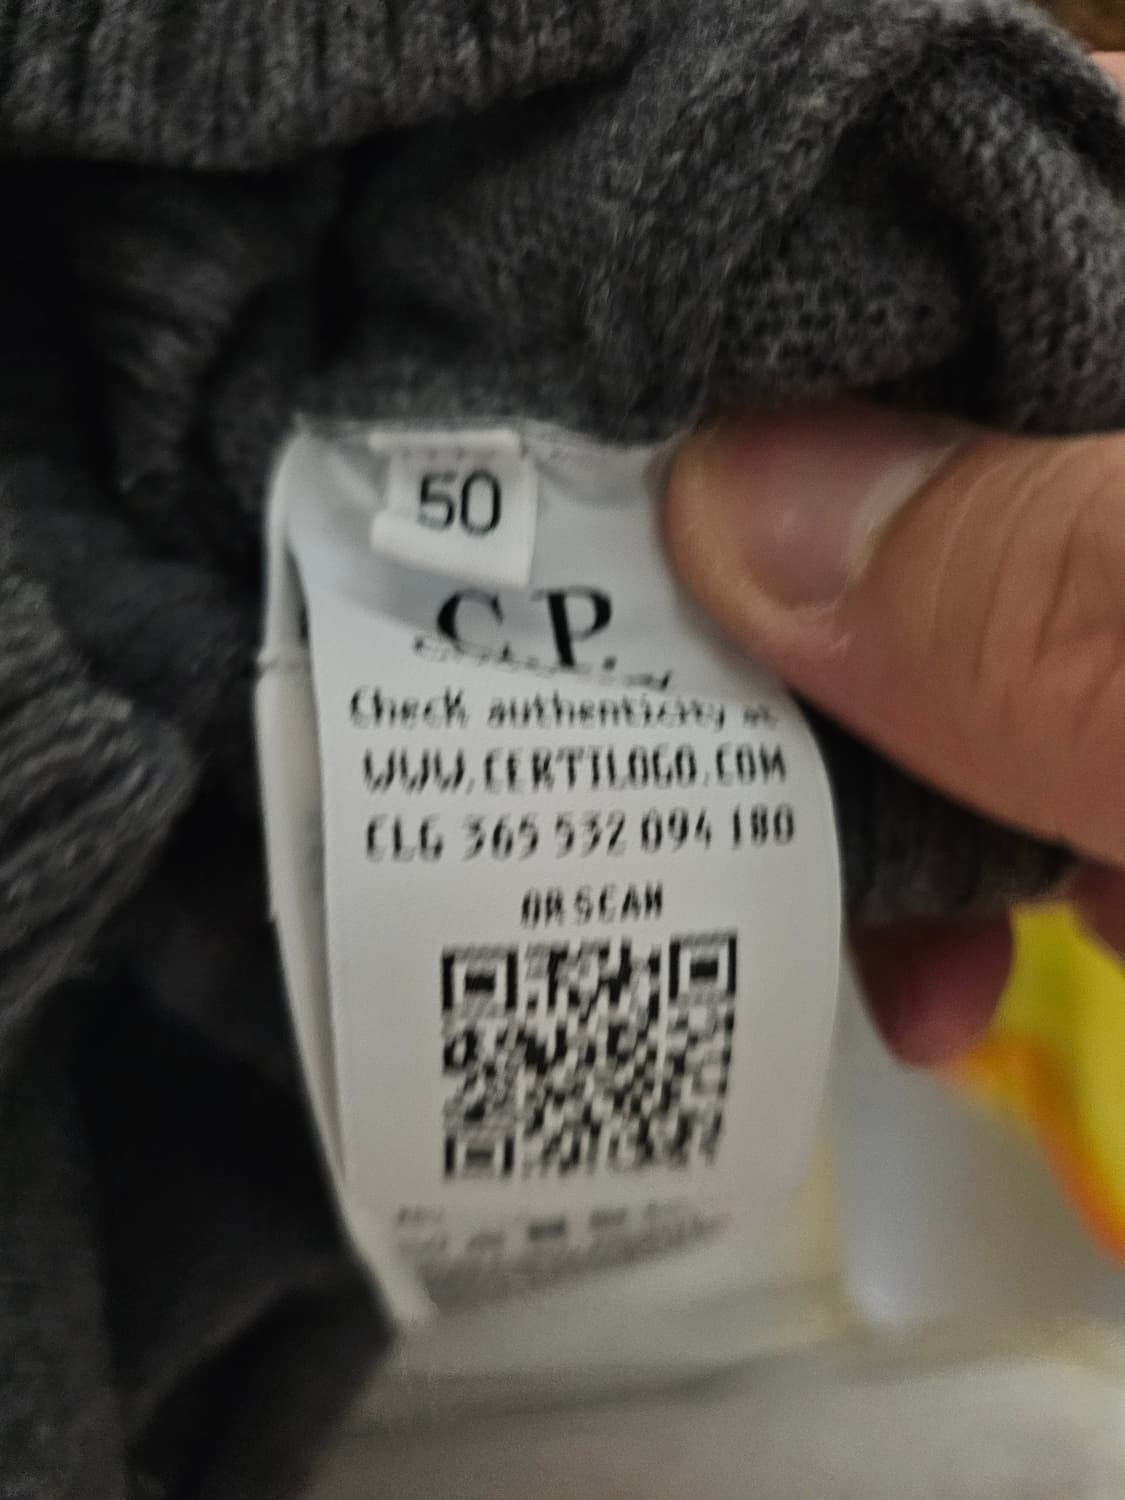 50
C.P.
Check authenticity at
WWW.CERTILOGO.COM
CLG 365 532 094 180
OR SCAN